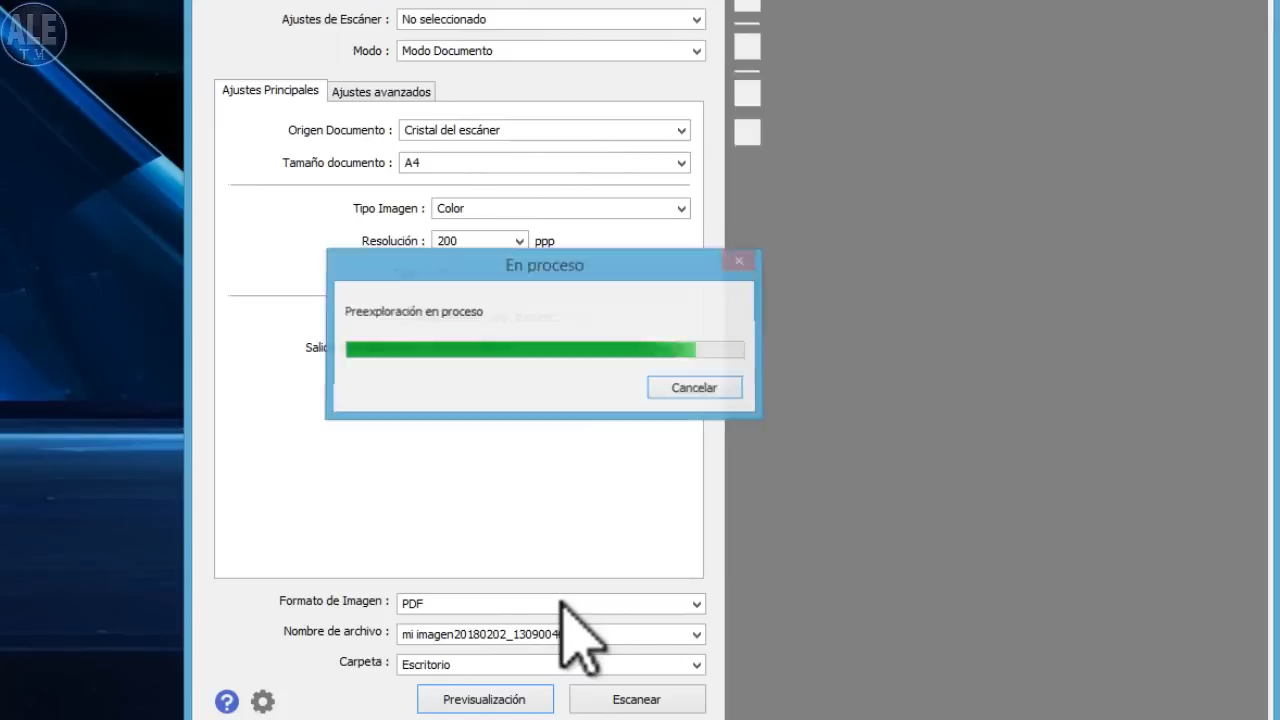 ALE
TM
Ajustes de Escáner : No seleccionado
Modo : Modo Documento
Ajustes Principales Ajustes avanzados
Origen Documento : Cristal del escáner
Tamaño documento : A4
Tipo Imagen : Color
Resolución : 200 ppp
En proceso
Preexploración en proceso
Cancelar
Formato de Imagen : PDF
Nombre de archivo :
Carpeta : Escritorio
Previsualización Escanear